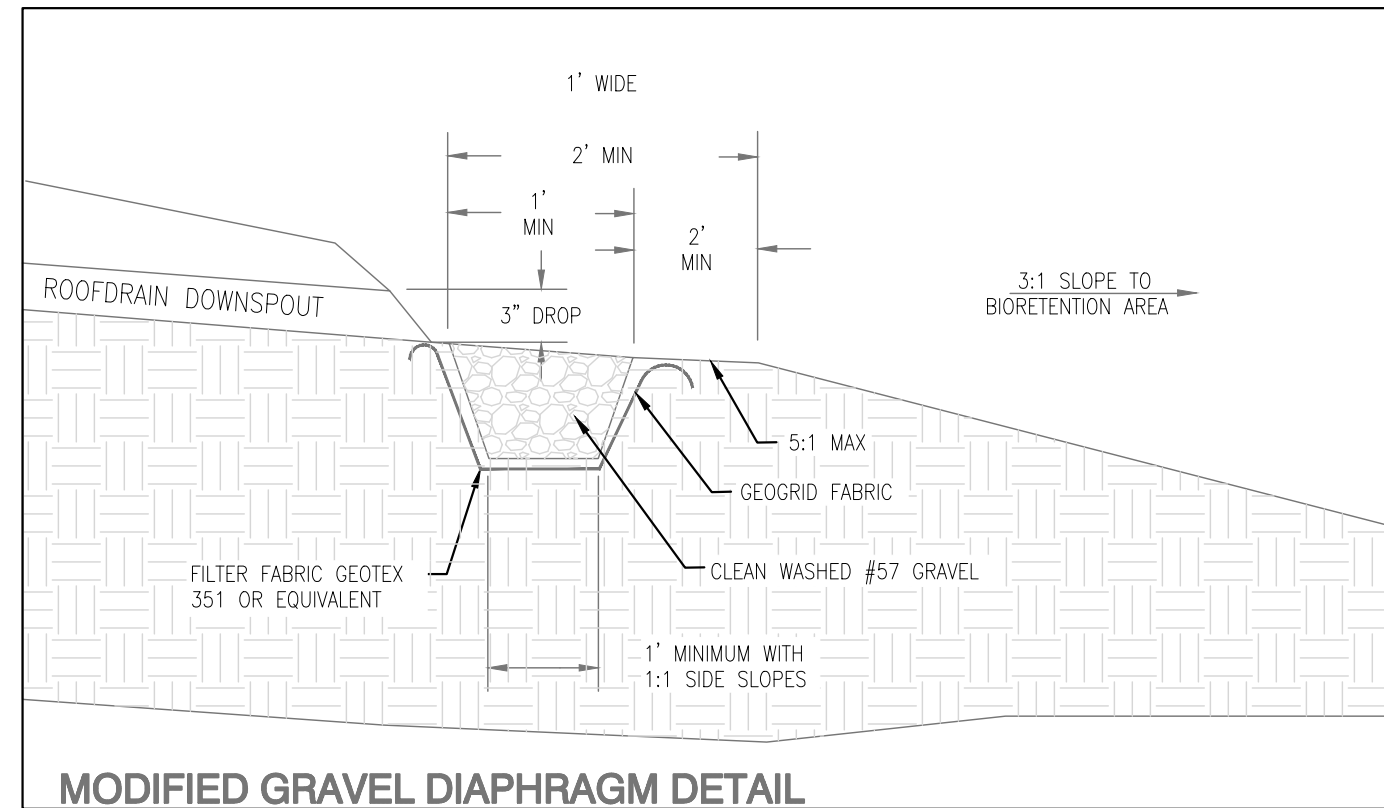 1' WIDE
2' MIN
1'
MIN
2'
MIN
3" DROP
ROOFDRAIN DOWNSPOUT
3:1 SLOPE TO
BIORETENTION AREA
5:1 MAX
GEOGRID FABRIC
CLEAN WASHED #57 GRAVEL
FILTER FABRIC GEOTEX
351 OR EQUIVALENT
1' MINIMUM WITH
1:1 SIDE SLOPES
MODIFIED GRAVEL DIAPHRAGM DETAIL